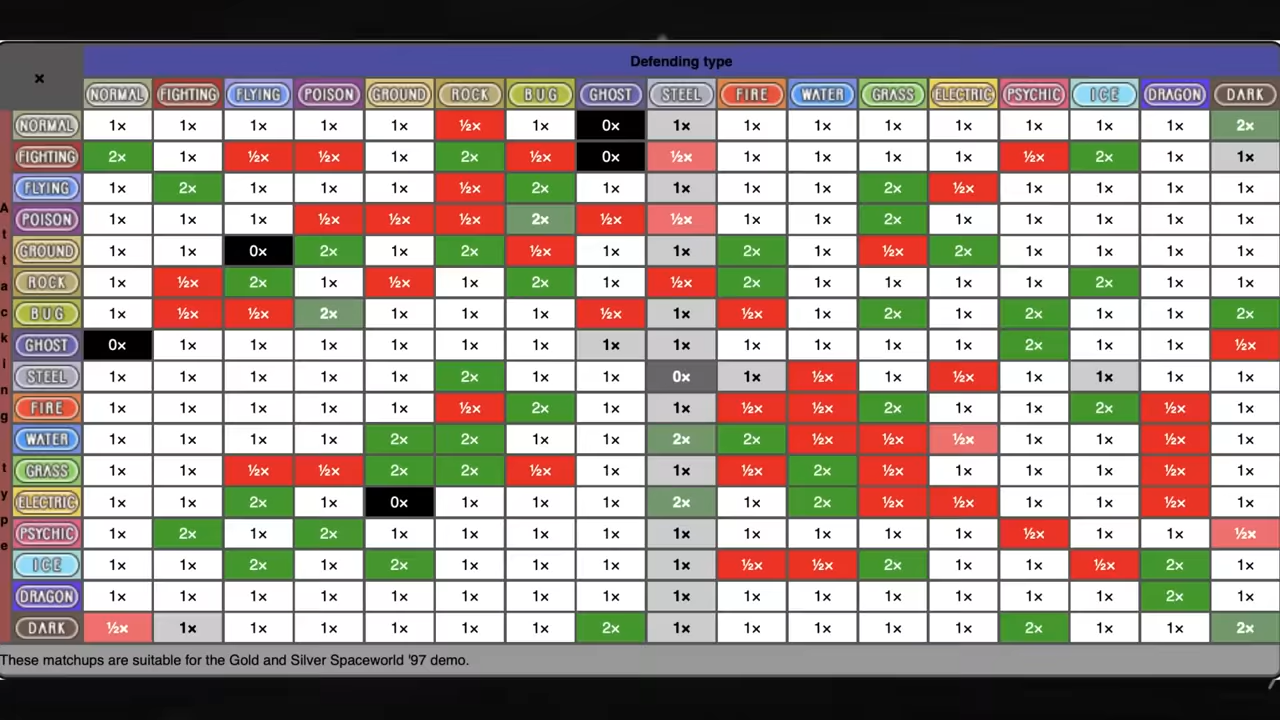 Defending type
×
NORMAL FIGHTING FLYING POISON GROUND ROCK BUG GHOST STEEL FIRE WATER GRASS ELECTRIC PSYCHIC ICE DRAGON DARK
Attacking type
NORMAL 1× 1× 1× 1× 1× ½× 1× 0× 1× 1× 1× 1× 1× 1× 1× 1× 2×
FIGHTING 2× 1× ½× ½× 1× 2× ½× 0× ½× 1× 1× 1× 1× ½× 2× 1× 1×
FLYING 1× 2× 1× 1× 1× ½× 2× 1× 1× 1× 1× 2× ½× 1× 1× 1× 1×
POISON 1× 1× 1× ½× ½× ½× 2× ½× ½× 1× 1× 2× 1× 1× 1× 1× 1×
GROUND 1× 1× 0× 2× 1× 2× ½× 1× 1× 2× 1× ½× 2× 1× 1× 1× 1×
ROCK 1× ½× 2× 1× ½× 1× 2× 1× ½× 2× 1× 1× 1× 1× 2× 1× 1×
BUG 1× ½× ½× 2× 1× 1× 1× ½× 1× ½× 1× 2× 1× 2× 1× 1× 2×
GHOST 0× 1× 1× 1× 1× 1× 1× 1× 1× 1× 1× 1× 1× 2× 1× 1× ½×
STEEL 1× 1× 1× 1× 1× 2× 1× 1× 0× 1× ½× 1× ½× 1× 1× 1× 1×
FIRE 1× 1× 1× 1× 1× ½× 2× 1× 1× ½× ½× 2× 1× 1× 2× ½× 1×
WATER 1× 1× 1× 1× 2× 2× 1× 1× 2× 2× ½× ½× ½× 1× 1× ½× 1×
GRASS 1× 1× ½× ½× 2× 2× ½× 1× 1× ½× 2× ½× 1× 1× 1× ½× 1×
ELECTRIC 1× 1× 2× 1× 0× 1× 1× 1× 2× 1× 2× ½× ½× 1× 1× ½× 1×
PSYCHIC 1× 2× 1× 2× 1× 1× 1× 1× 1× 1× 1× 1× 1× ½× 1× 1× ½×
ICE 1× 1× 2× 1× 2× 1× 1× 1× 1× ½× ½× 2× 1× 1× ½× 2× 1×
DRAGON 1× 1× 1× 1× 1× 1× 1× 1× 1× 1× 1× 1× 1× 1× 1× 2× 1×
DARK ½× 1× 1× 1× 1× 1× 1× 2× 1× 1× 1× 1× 1× 2× 1× 1× 2×
These matchups are suitable for the Gold and Silver Spaceworld '97 demo.